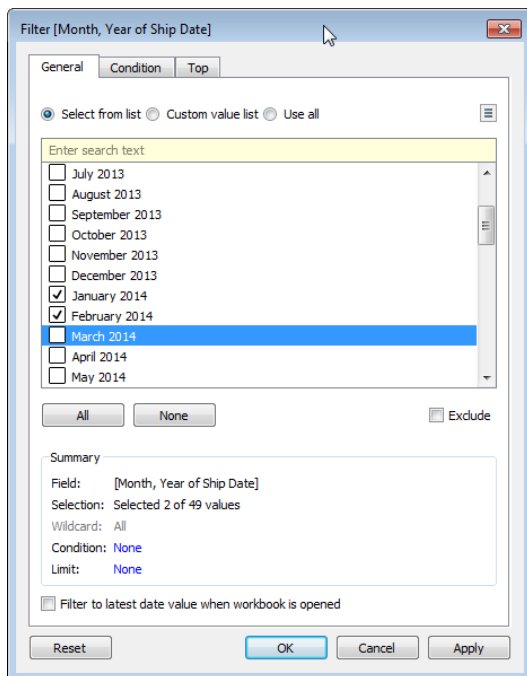 Filter [Month, Year of Ship Date]
General Condition Top
Select from list Custom value list Use all
Enter search text
July 2013
August 2013
September 2013
October 2013
November 2013
December 2013
January 2014
February 2014
March 2014
April 2014
May 2014
All None Exclude
Summary
Field: [Month, Year of Ship Date]
Selection: Selected 2 of 49 values
Wildcard: All
Condition: None
Limit: None
Filter to latest date value when workbook is opened
Reset OK Cancel Apply